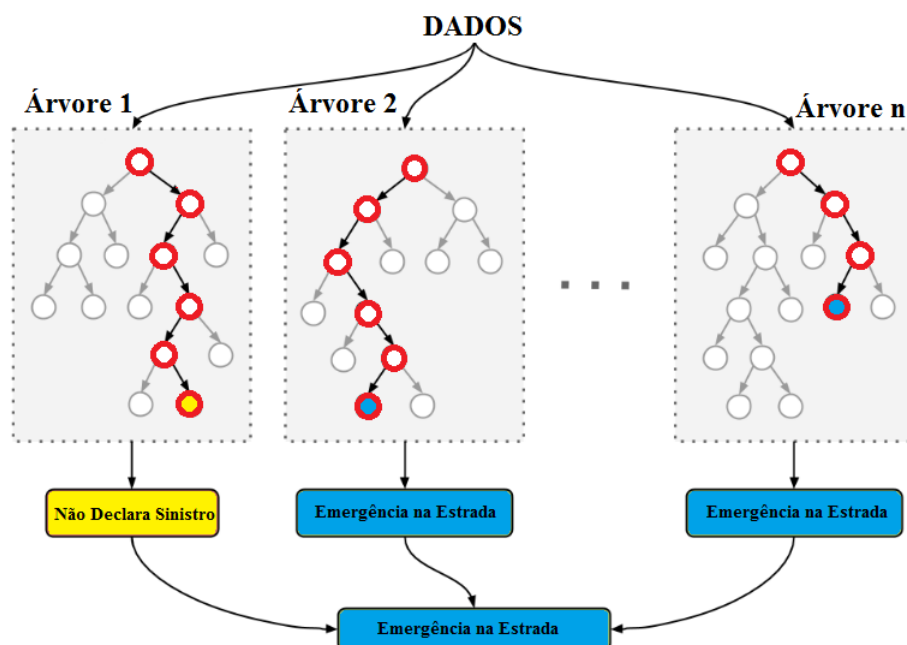 DADOS
Árvore 1
Árvore 2
Árvore n
Não Declara Sinistro
Emergência na Estrada
Emergência na Estrada
Emergência na Estrada